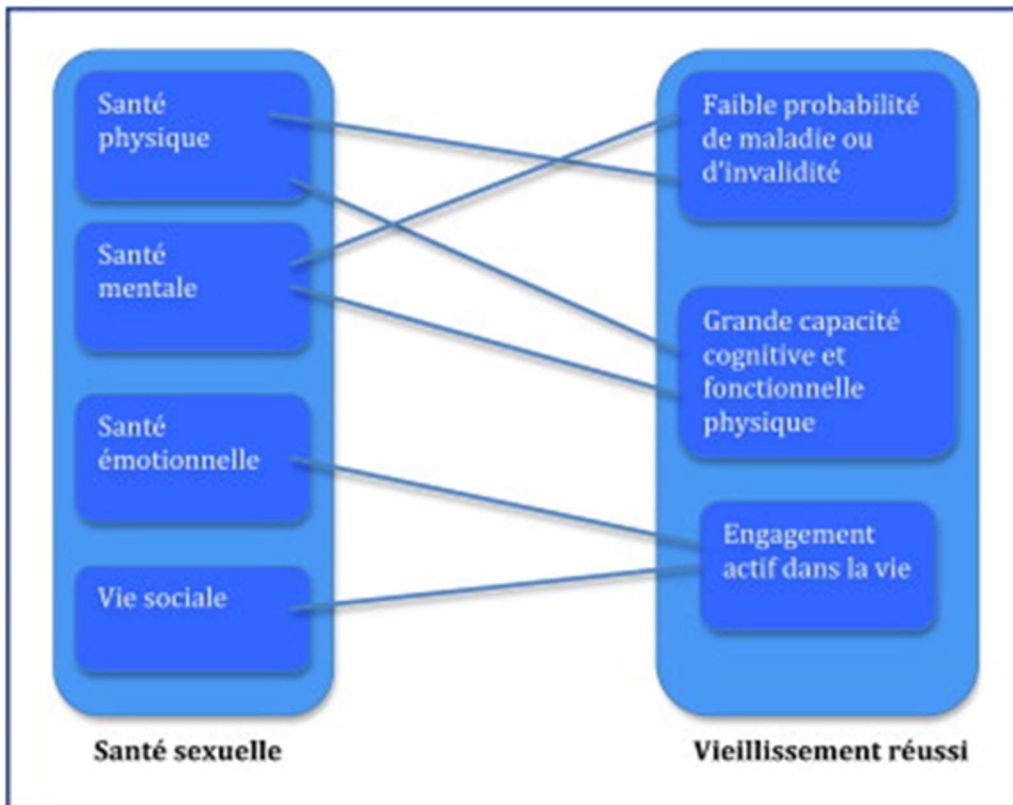 Santé
physique
Santé
mentale
Santé
émotionnelle
Vie sociale
Santé sexuelle
Faible probabilité
de maladie ou
d'invalidité
Grande capacité
cognitive et
fonctionnelle
physique
Engagement
actif dans la vie
Vieillissement réussi